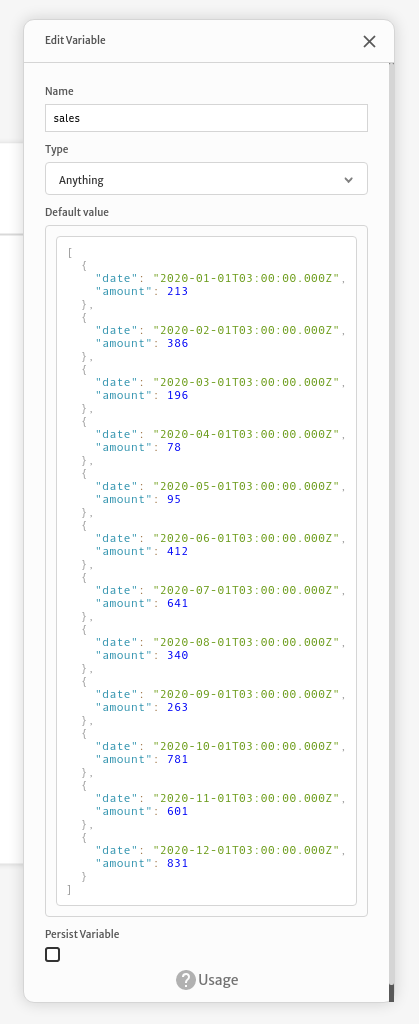 Edit Variable
Name
sales
Type
Anything
Default value
[
{
"date": "2020-01-01T03:00:00.000Z",
"amount": 213
},
{
"date": "2020-02-01T03:00:00.000Z",
"amount": 386
},
{
"date": "2020-03-01T03:00:00.000Z",
"amount": 196
},
{
"date": "2020-04-01T03:00:00.000Z",
"amount": 78
},
{
"date": "2020-05-01T03:00:00.000Z",
"amount": 95
},
{
"date": "2020-06-01T03:00:00.000Z",
"amount": 412
},
{
"date": "2020-07-01T03:00:00.000Z",
"amount": 641
},
{
"date": "2020-08-01T03:00:00.000Z",
"amount": 340
},
{
"date": "2020-09-01T03:00:00.000Z",
"amount": 263
},
{
"date": "2020-10-01T03:00:00.000Z",
"amount": 781
},
{
"date": "2020-11-01T03:00:00.000Z",
"amount": 601
},
{
"date": "2020-12-01T03:00:00.000Z",
"amount": 831
}
]
Persist Variable
? Usage